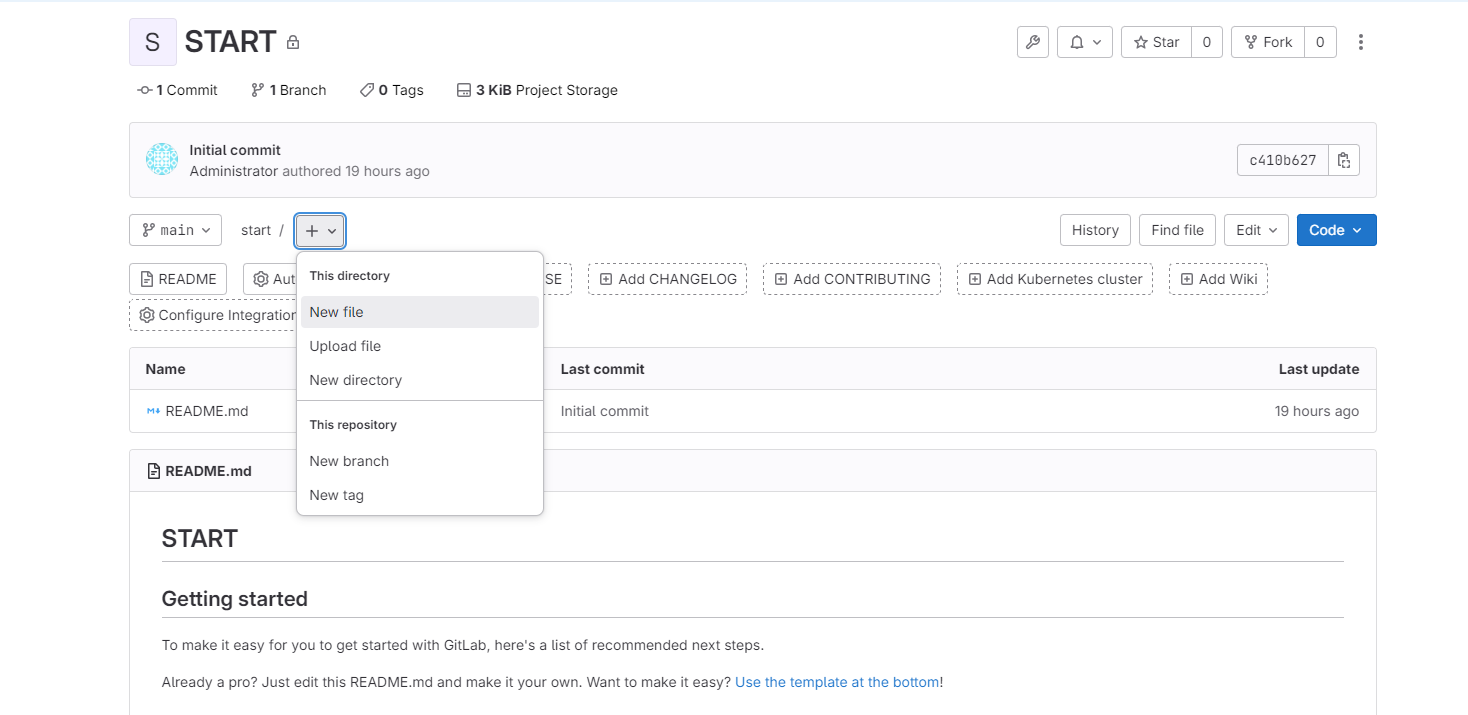 S START
Star 0 Fork 0
1 Commit 1 Branch 0 Tags 3 KiB Project Storage
Initial commit
Administrator authored 19 hours ago
c410b627
main start / + History Find file Edit Code
README Aut SE Add CHANGELOG Add CONTRIBUTING Add Kubernetes cluster Add Wiki
Configure Integration
This directory
New file
Upload file
New directory
This repository
New branch
New tag
Name Last commit Last update
README.md Initial commit 19 hours ago
README.md
START
Getting started
To make it easy for you to get started with GitLab, here's a list of recommended next steps.
Already a pro? Just edit this README.md and make it your own. Want to make it easy? Use the template at the bottom!